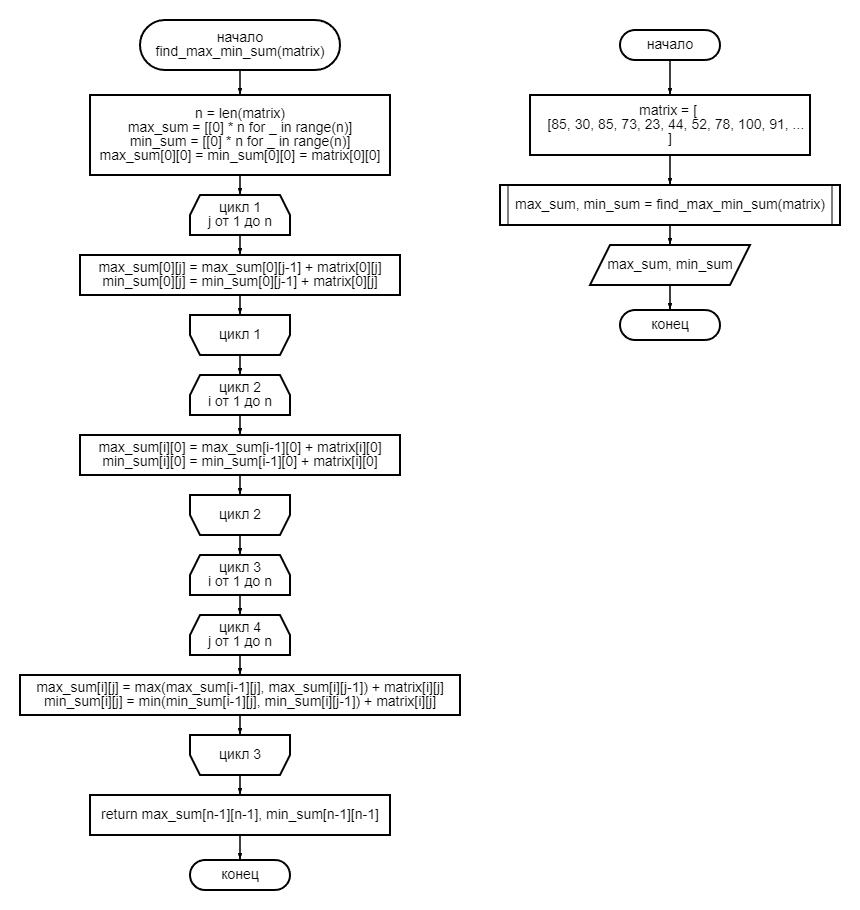 начало
find_max_min_sum(matrix)
n = len(matrix)
max_sum = [[0] * n for _ in range(n)]
min_sum = [[0] * n for _ in range(n)]
max_sum[0][0] = min_sum[0][0] = matrix[0][0]
цикл 1
j от 1 до n
max_sum[0][j] = max_sum[0][j-1] + matrix[0][j]
min_sum[0][j] = min_sum[0][j-1] + matrix[0][j]
цикл 1
цикл 2
i от 1 до n
max_sum[i][0] = max_sum[i-1][0] + matrix[i][0]
min_sum[i][0] = min_sum[i-1][0] + matrix[i][0]
цикл 2
цикл 3
i от 1 до n
цикл 4
j от 1 до n
max_sum[i][j] = max(max_sum[i-1][j], max_sum[i][j-1]) + matrix[i][j]
min_sum[i][j] = min(min_sum[i-1][j], min_sum[i][j-1]) + matrix[i][j]
цикл 3
return max_sum[n-1][n-1], min_sum[n-1][n-1]
конец
начало
matrix = [
[85, 30, 85, 73, 23, 44, 52, 78, 100, 91, ...
]
max_sum, min_sum = find_max_min_sum(matrix)
max_sum, min_sum
конец